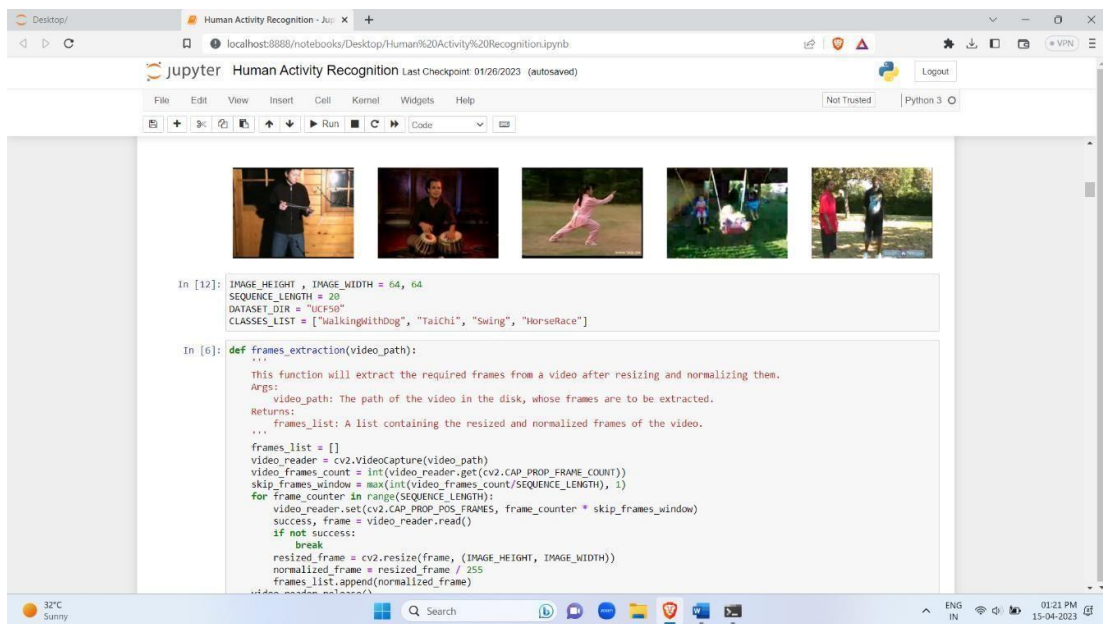 Desktop/
Human Activity Recognition - Jup
localhost:8888/notebooks/Desktop/Human%20Activity%20Recognition.ipynb
VPN
jupyter Human Activity Recognition Last Checkpoint: 01/26/2023 (autosaved)
Logout
File Edit View Insert Cell Kernel Widgets Help
Not Trusted
Python 3
Run
Code
In [12]: IMAGE_HEIGHT , IMAGE_WIDTH = 64, 64
SEQUENCE_LENGTH = 20
DATASET_DIR = "UCF50"
CLASSES_LIST = ["WalkingWithDog", "TaiChi", "Swing", "HorseRace"]
In [6]: def frames_extraction(video_path):
'''
This function will extract the required frames from a video after resizing and normalizing them.
Args:
video_path: The path of the video in the disk, whose frames are to be extracted.
Returns:
frames_list: A list containing the resized and normalized frames of the video.
'''
frames_list = []
video_reader = cv2.VideoCapture(video_path)
video_frames_count = int(video_reader.get(cv2.CAP_PROP_FRAME_COUNT))
skip_frames_window = max(int(video_frames_count/SEQUENCE_LENGTH), 1)
for frame_counter in range(SEQUENCE_LENGTH):
video_reader.set(cv2.CAP_PROP_POS_FRAMES, frame_counter * skip_frames_window)
success, frame = video_reader.read()
if not success:
break
resized_frame = cv2.resize(frame, (IMAGE_HEIGHT, IMAGE_WIDTH))
normalized_frame = resized_frame / 255
frames_list.append(normalized_frame)
video_reader.release()
32°C
Sunny
Search
ENG
IN
01:21 PM
15-04-2023